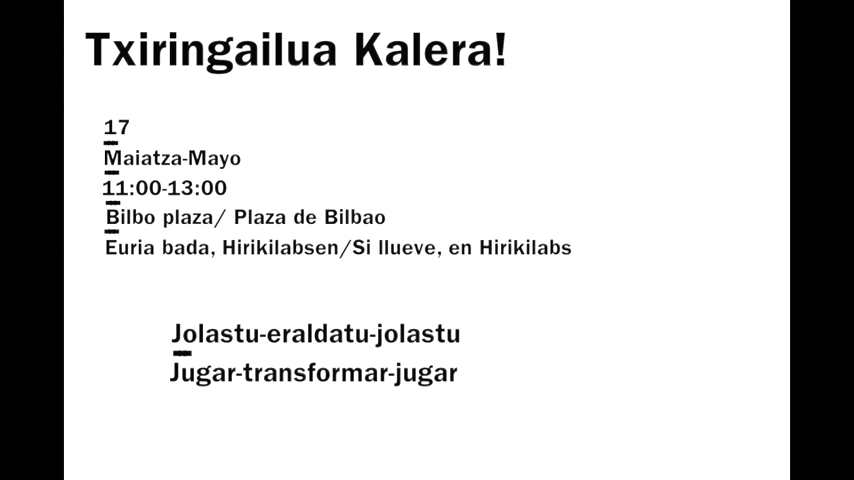 Txiringailua Kalera!
17
Maiatza-Mayo
11:00-13:00
Bilbo plaza/ Plaza de Bilbao
Euria bada, Hirikilabsen/Si llueve, en Hirikilabs
Jolastu-eraldatu-jolastu
Jugar-transformar-jugar